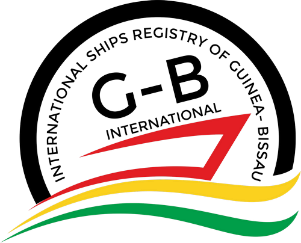 INTERNATIONAL SHIPS REGISTRY OF GUINEA- BISSAU
G-B
INTERNATIONAL